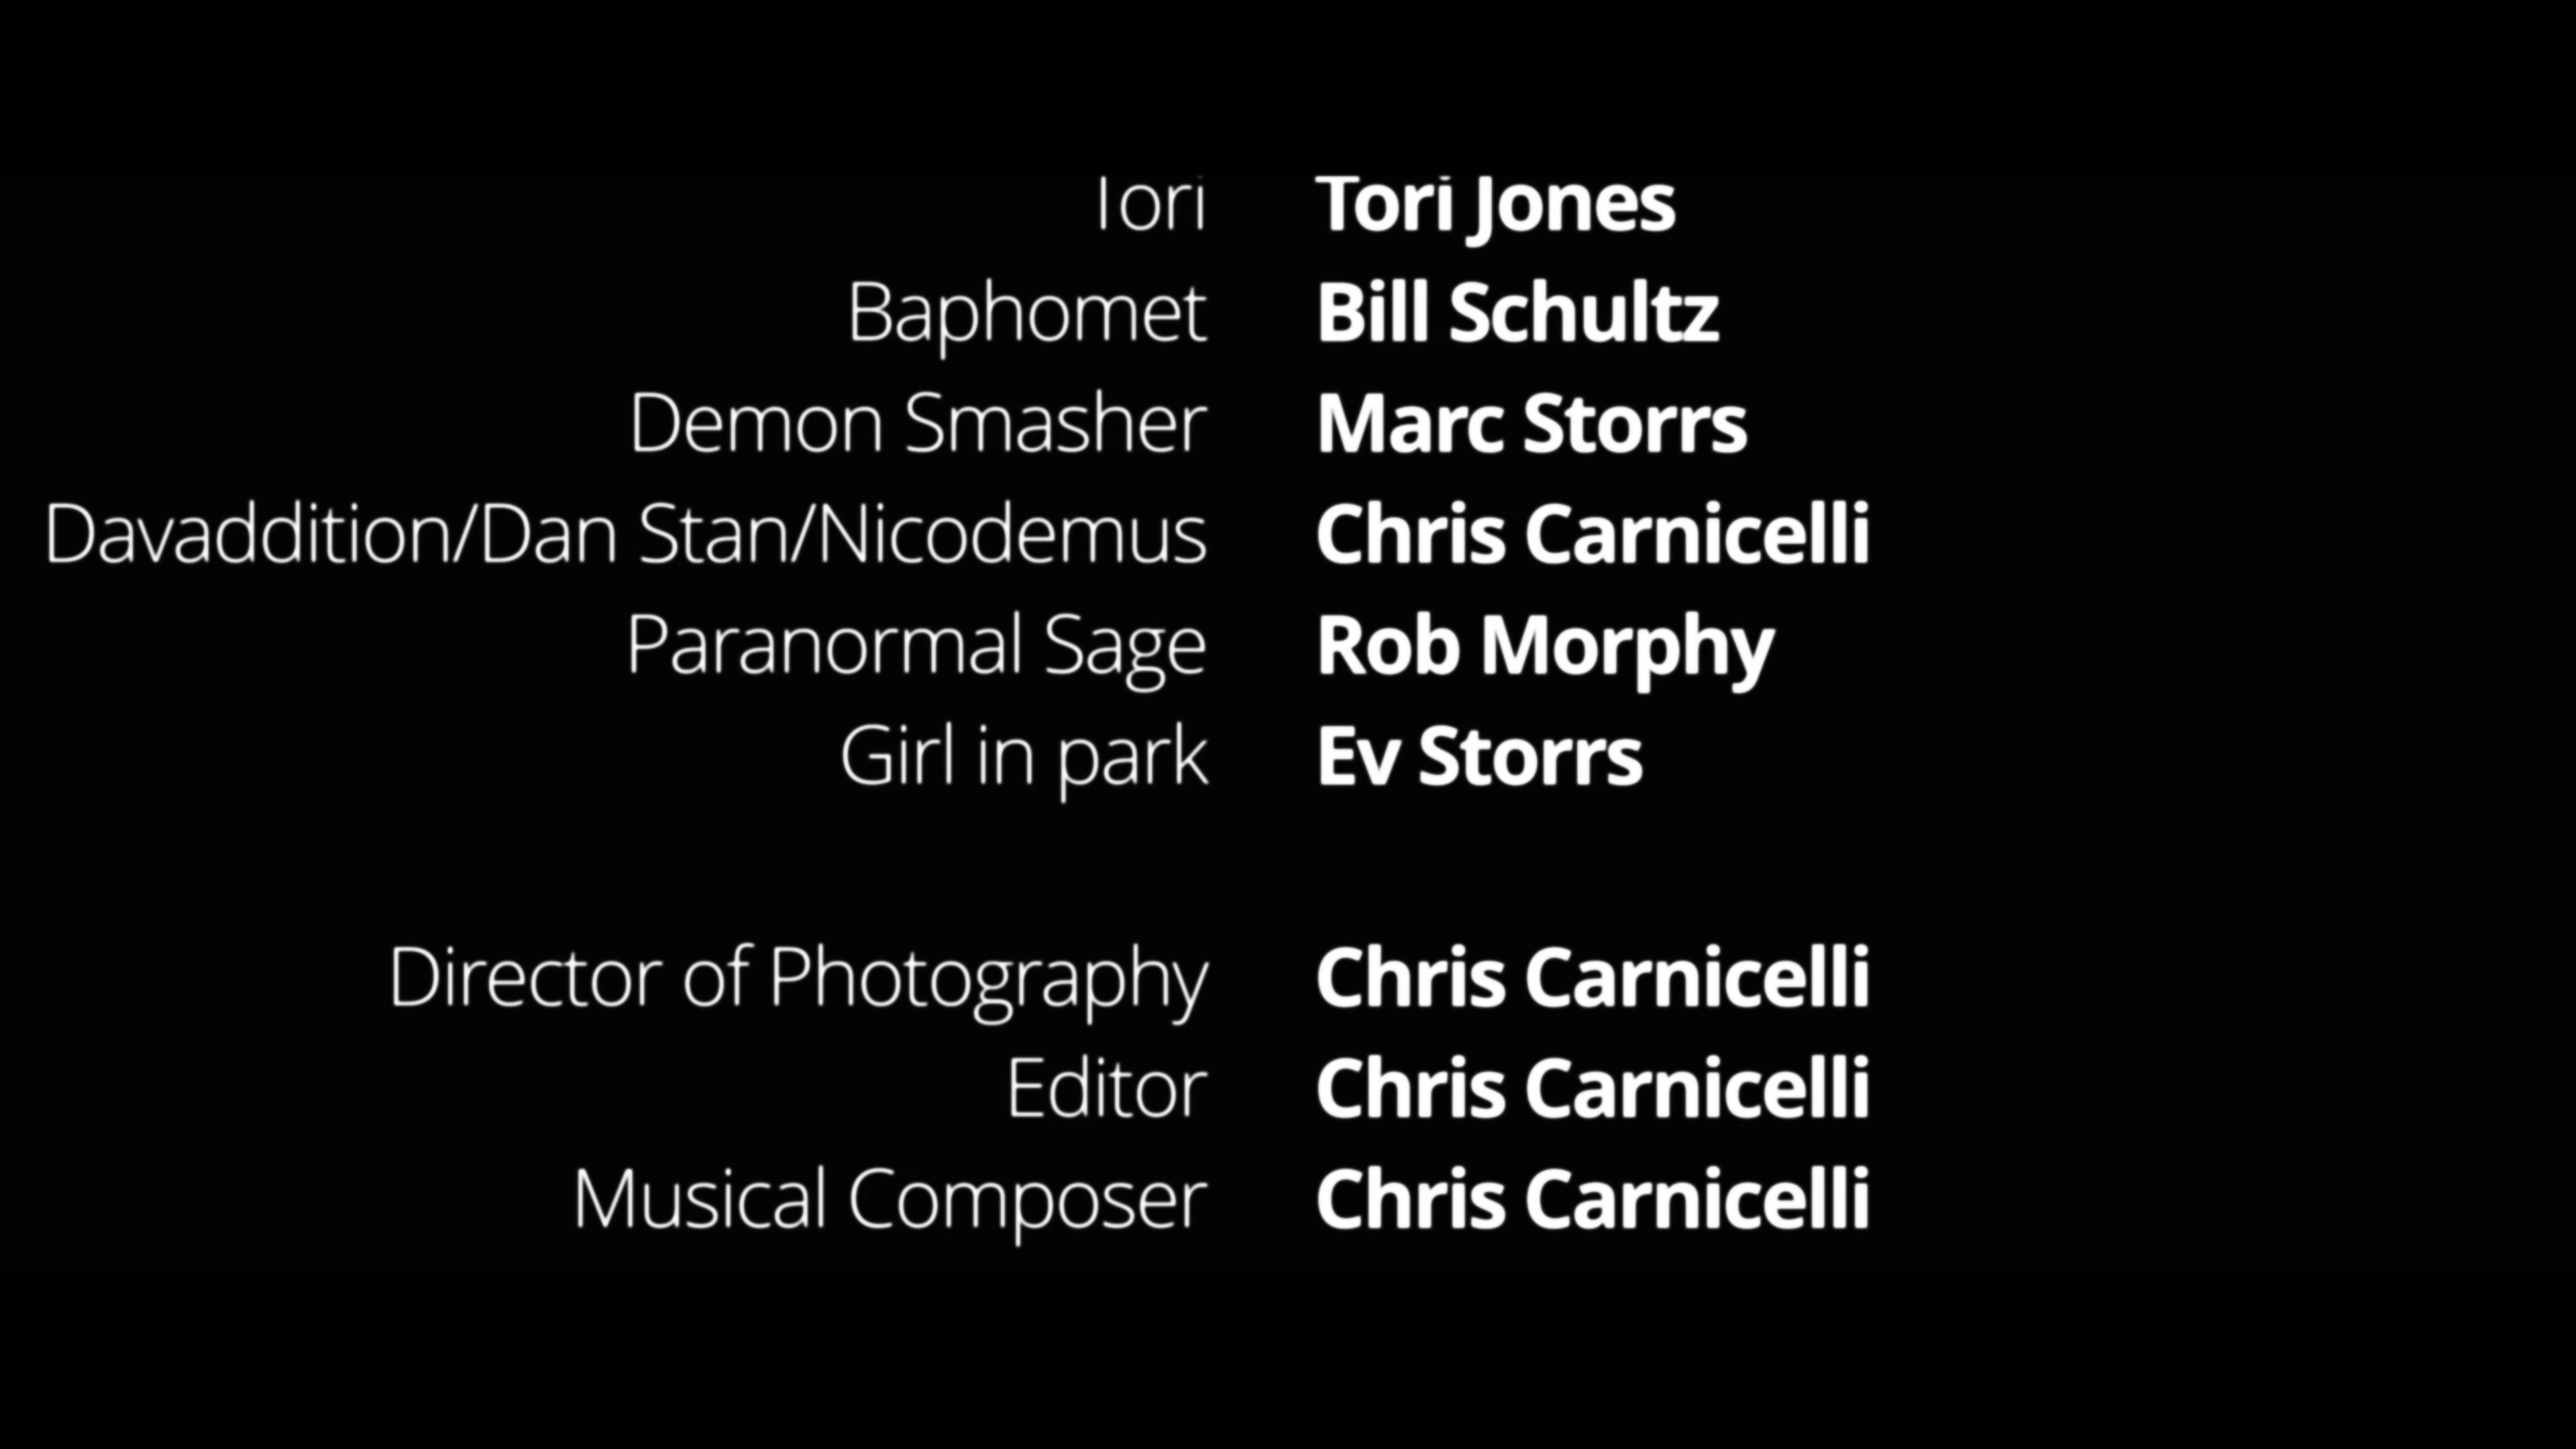 Tori Tori Jones
Baphomet Bill Schultz
Demon Smasher Marc Storrs
Davaddition/Dan Stan/Nicodemus Chris Carnicelli
Paranormal Sage Rob Morphy
Girl in park Ev Storrs
Director of Photography Chris Carnicelli
Editor Chris Carnicelli
Musical Composer Chris Carnicelli